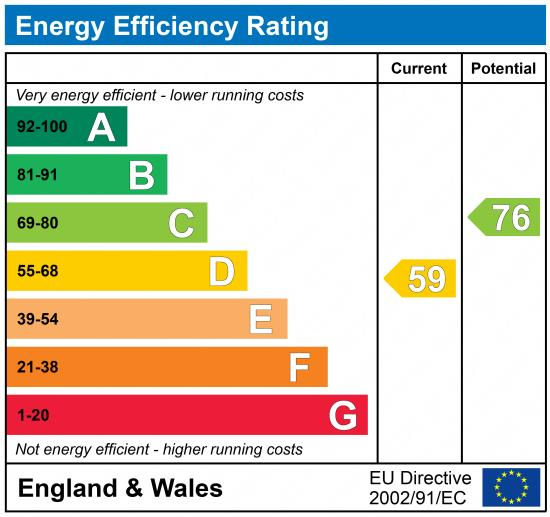 Energy Efficiency Rating
Current Potential
Very energy efficient - lower running costs
92-100 A
81-91 B
69-80 C
76
55-68 D
59
39-54 E
21-38 F
1-20 G
Not energy efficient - higher running costs
England & Wales
EU Directive
2002/91/EC